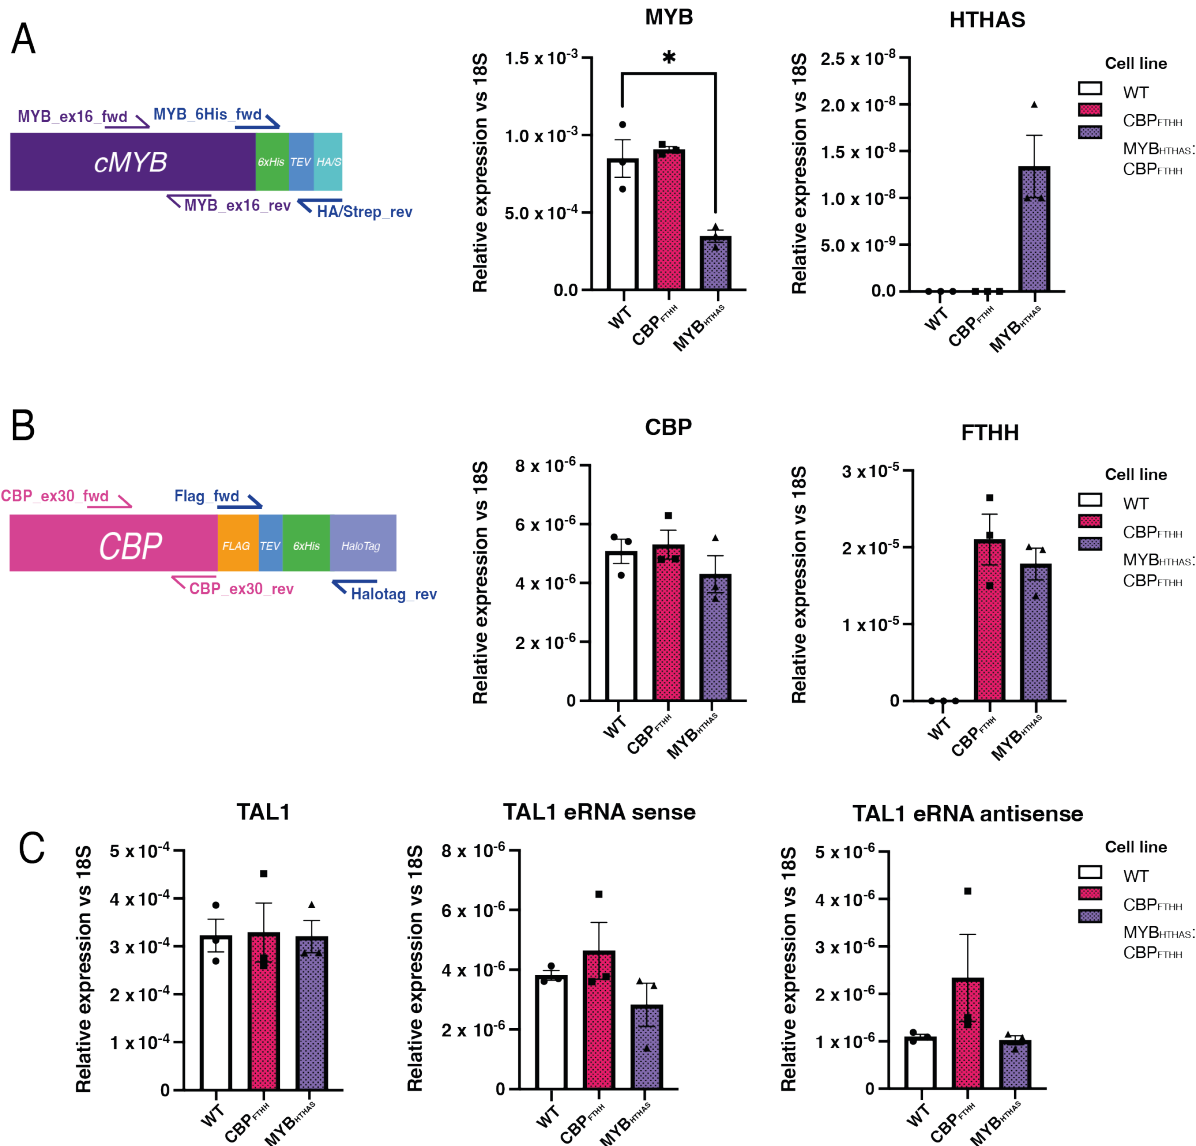 A
MYB_ex16_fwd
MYB_6His_fwd
cMYB
6xHis
TEV
HA/S
MYB_ex16_rev
HA/Strep_rev
MYB
Relative expression vs 18S
1.5 x 10-3
1.0 x 10-3
5.0 x 10-4
0.0
*
WT
CBPFTHH
MYBHTHAS
HTHAS
Relative expression vs 18S
2.5 x 10-8
2.0 x 10-8
1.5 x 10-8
1.0 x 10-8
5.0 x 10-9
0.0
WT
CBPFTHH
MYBHTHAS
Cell line
WT
CBPFTHH
MYBHTHAS:
CBPFTHH
B
CBP_ex30_fwd
Flag_fwd
CBP
FLAG
TEV
6xHis
HaloTag
CBP_ex30_rev
Halotag_rev
CBP
Relative expression vs 18S
8 x 10-6
6 x 10-6
4 x 10-6
2 x 10-6
0
WT
CBPFTHH
MYBHTHAS
FTHH
Relative expression vs 18S
3 x 10-5
2 x 10-5
1 x 10-5
0
WT
CBPFTHH
MYBHTHAS
Cell line
WT
CBPFTHH
MYBHTHAS:
CBPFTHH
C
TAL1
Relative expression vs 18S
5 x 10-4
4 x 10-4
3 x 10-4
2 x 10-4
1 x 10-4
0
WT
CBPFTHH
MYBHTHAS
TAL1 eRNA sense
Relative expression vs 18S
8 x 10-6
6 x 10-6
4 x 10-6
2 x 10-6
0
WT
CBPFTHH
MYBHTHAS
TAL1 eRNA antisense
Relative expression vs 18S
5 x 10-6
4 x 10-6
3 x 10-6
2 x 10-6
1 x 10-6
0
WT
CBPFTHH
MYBHTHAS
Cell line
WT
CBPFTHH
MYBHTHAS:
CBPFTHH